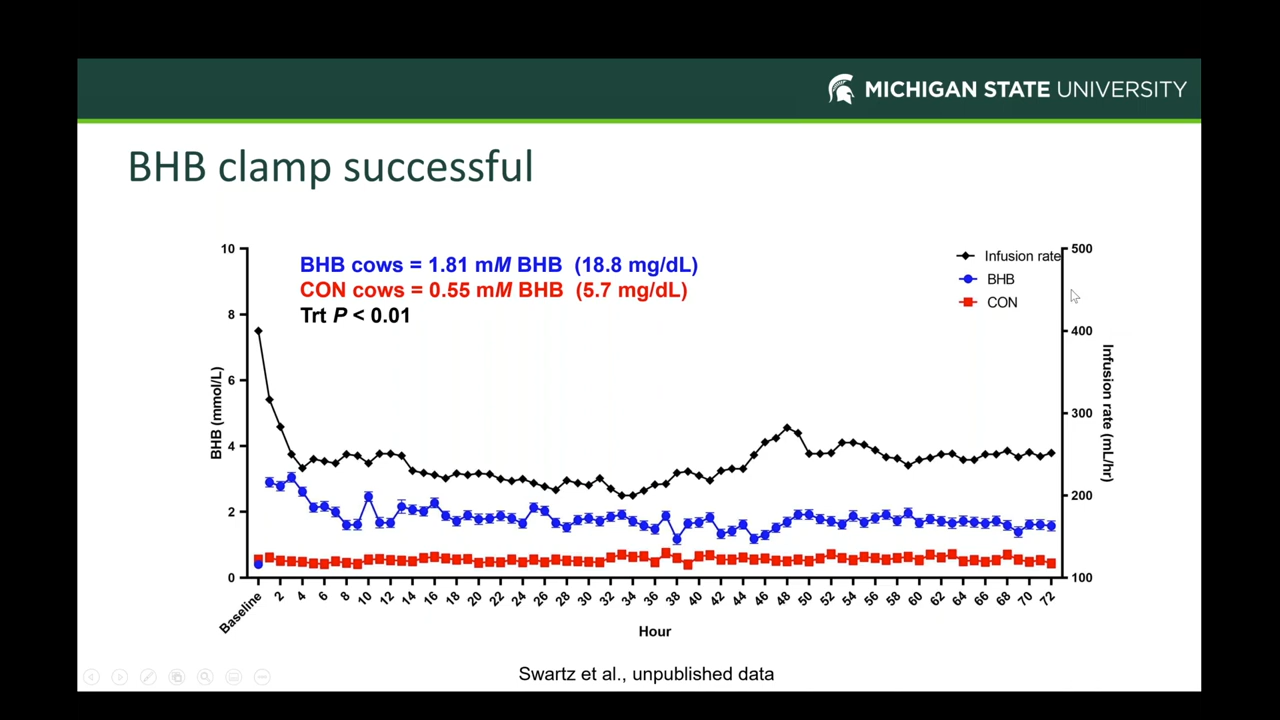 MICHIGAN STATE UNIVERSITY
BHB clamp successful
BHB cows = 1.81 mM BHB (18.8 mg/dL)
CON cows = 0.55 mM BHB (5.7 mg/dL)
Trt P < 0.01
Infusion rate
BHB
CON
10
8
6
4
2
0
BHB (mmol/L)
500
400
300
200
100
Infusion rate (mL/hr)
Baseline 2 4 6 8 10 12 14 16 18 20 22 24 26 28 30 32 34 36 38 40 42 44 46 48 50 52 54 56 58 60 62 64 66 68 70 72
Hour
Swartz et al., unpublished data